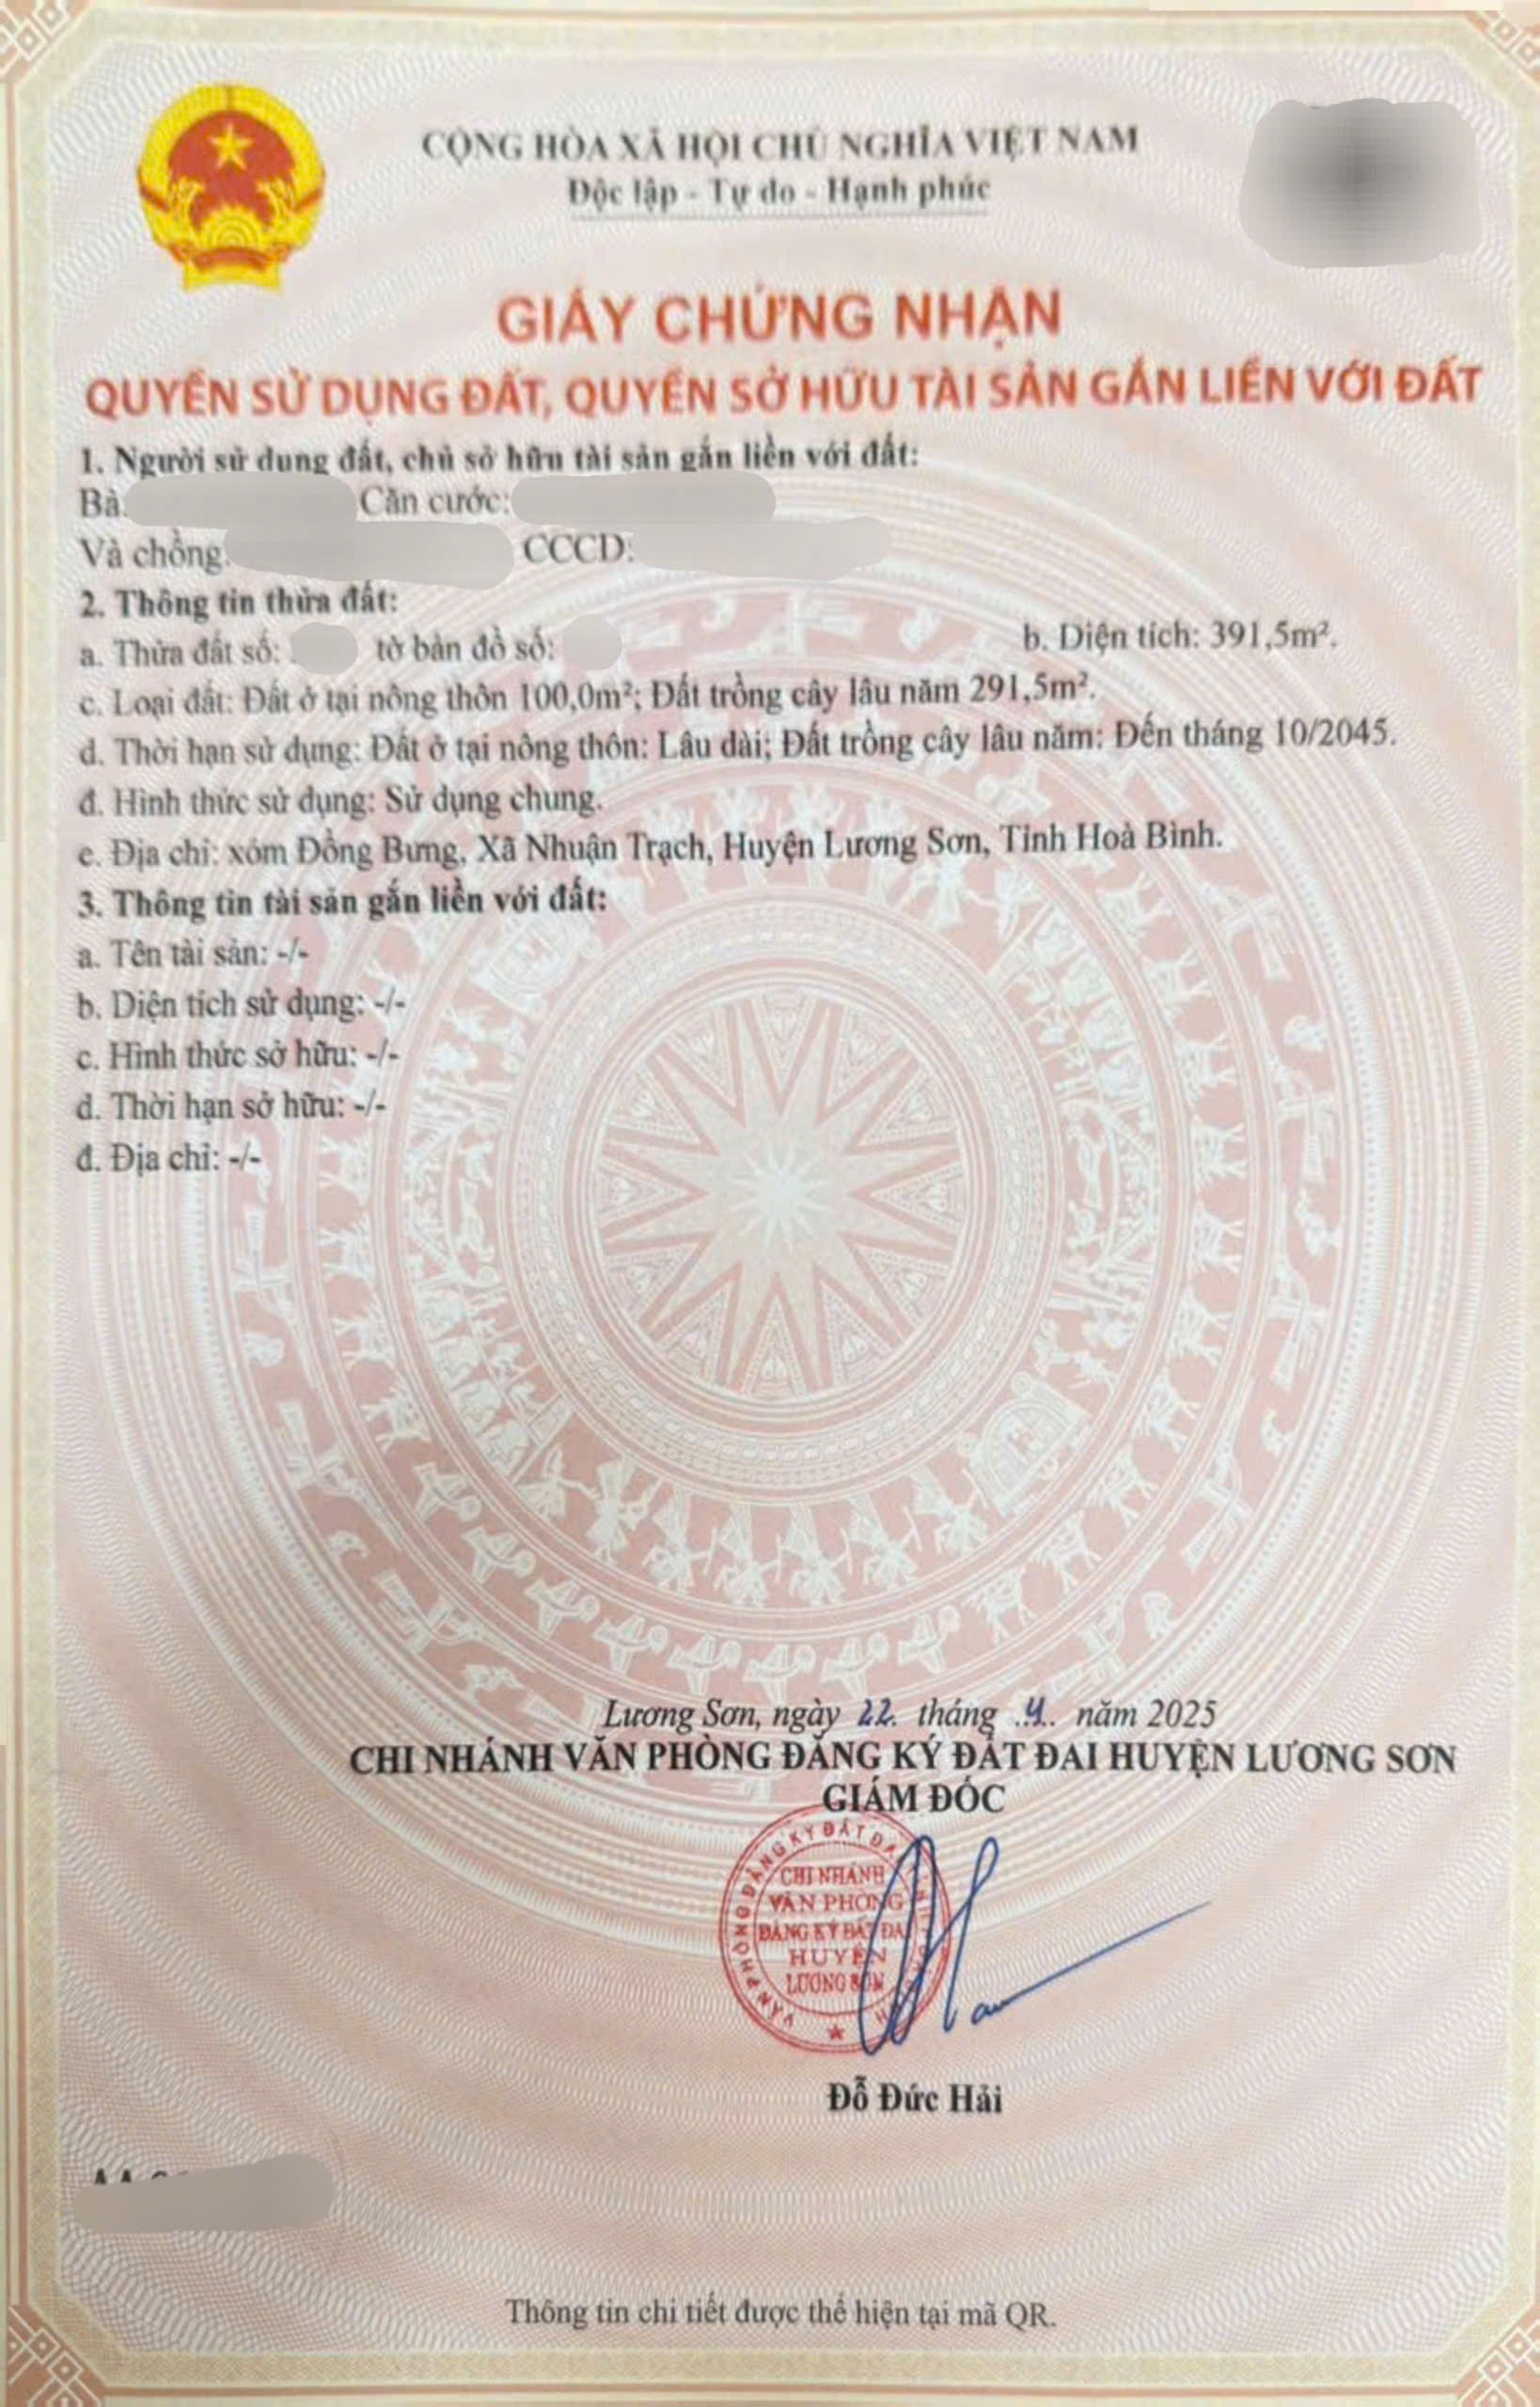 CỘNG HÒA XÃ HỘI CHỦ NGHĨA VIỆT NAM
Độc lập - Tự do - Hạnh phúc
GIẤY CHỨNG NHẬN
QUYỀN SỬ DỤNG ĐẤT, QUYỀN SỞ HỮU TÀI SẢN GẮN LIỀN VỚI ĐẤT
1. Người sử dụng đất, chủ sở hữu tài sản gắn liền với đất:
Bà: Căn cước:
Và chồng: CCCD:
2. Thông tin thửa đất:
a. Thửa đất số: tờ bản đồ số: b. Diện tích: 391,5m².
c. Loại đất: Đất ở tại nông thôn 100,0m²; Đất trồng cây lâu năm 291,5m².
d. Thời hạn sử dụng: Đất ở tại nông thôn: Lâu dài; Đất trồng cây lâu năm: Đến tháng 10/2045.
đ. Hình thức sử dụng: Sử dụng chung.
e. Địa chỉ: xóm Đồng Bưng, Xã Nhuận Trạch, Huyện Lương Sơn, Tỉnh Hoà Bình.
3. Thông tin tài sản gắn liền với đất:
a. Tên tài sản: -/-
b. Diện tích sử dụng: -/-
c. Hình thức sở hữu: -/-
d. Thời hạn sở hữu: -/-
đ. Địa chỉ: -/-
Lương Sơn, ngày 22 tháng 4 năm 2025
CHI NHÁNH VĂN PHÒNG ĐĂNG KÝ ĐẤT ĐAI HUYỆN LƯƠNG SƠN
GIÁM ĐỐC
VĂN PHÒNG ĐĂNG KÝ ĐẤT ĐAI
CHI NHÁNH
VĂN PHÒNG
ĐĂNG KÝ ĐẤT ĐAI
HUYỆN
LƯƠNG SƠN
Đỗ Đức Hải
Thông tin chi tiết được thể hiện tại mã QR.